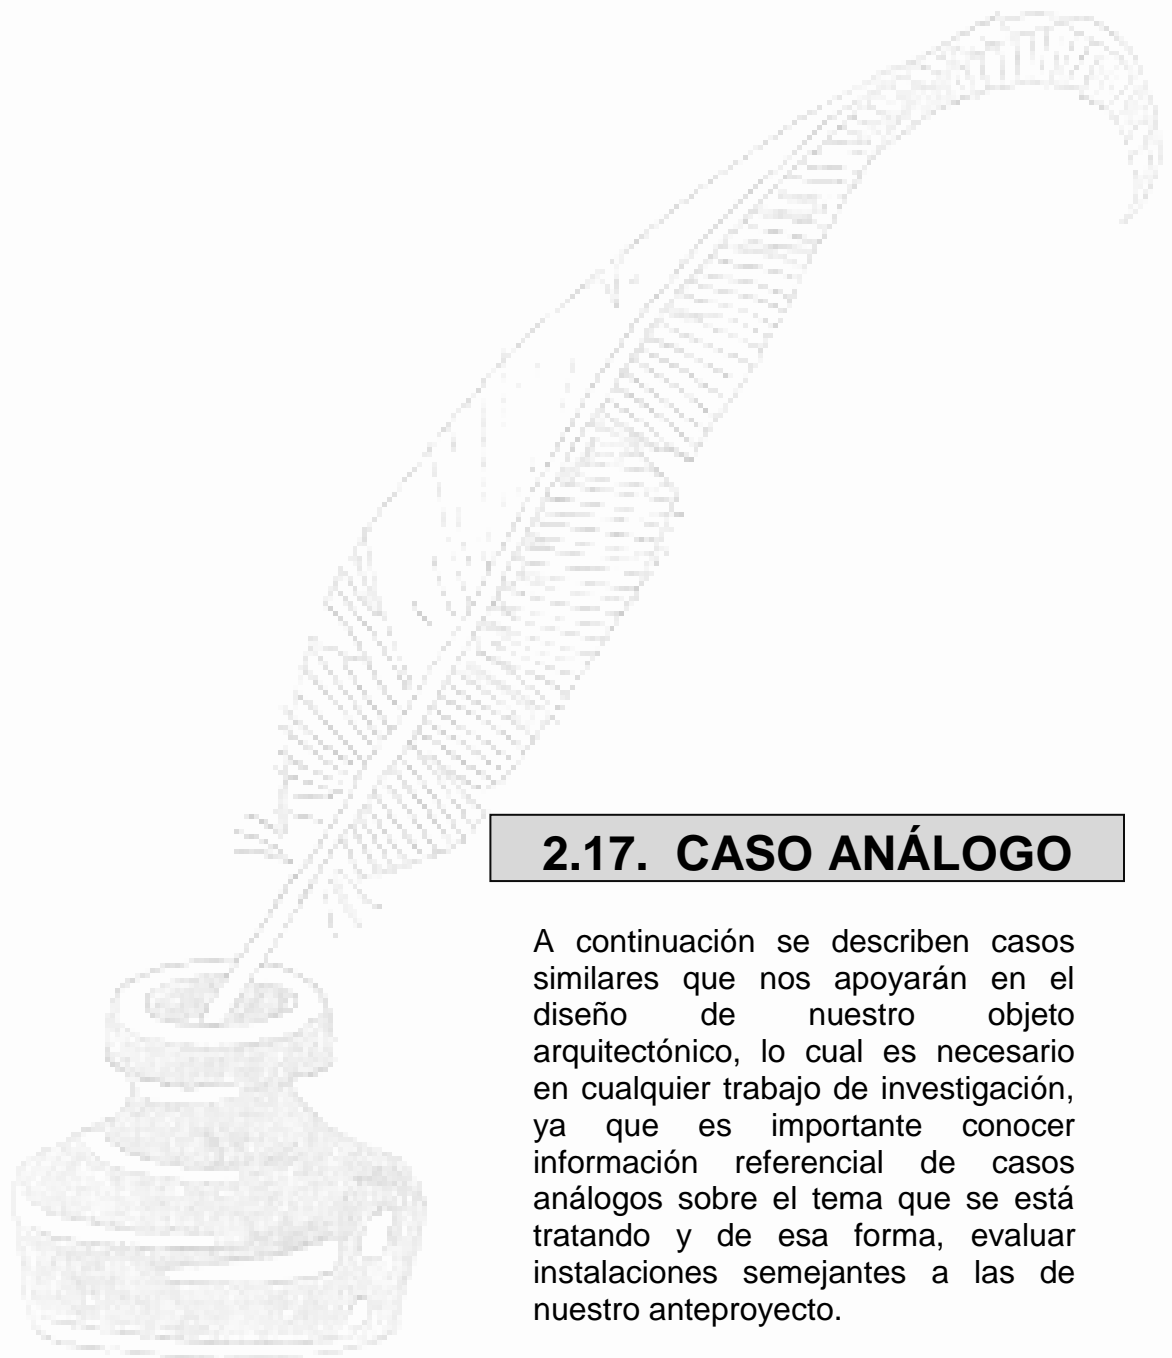 2.17. CASO ANÁLOGO
A continuación se describen casos
similares que nos apoyarán en el
diseño de nuestro objeto
arquitectónico, lo cual es necesario
en cualquier trabajo de investigación,
ya que es importante conocer
información referencial de casos
análogos sobre el tema que se está
tratando y de esa forma, evaluar
instalaciones semejantes a las de
nuestro anteproyecto.